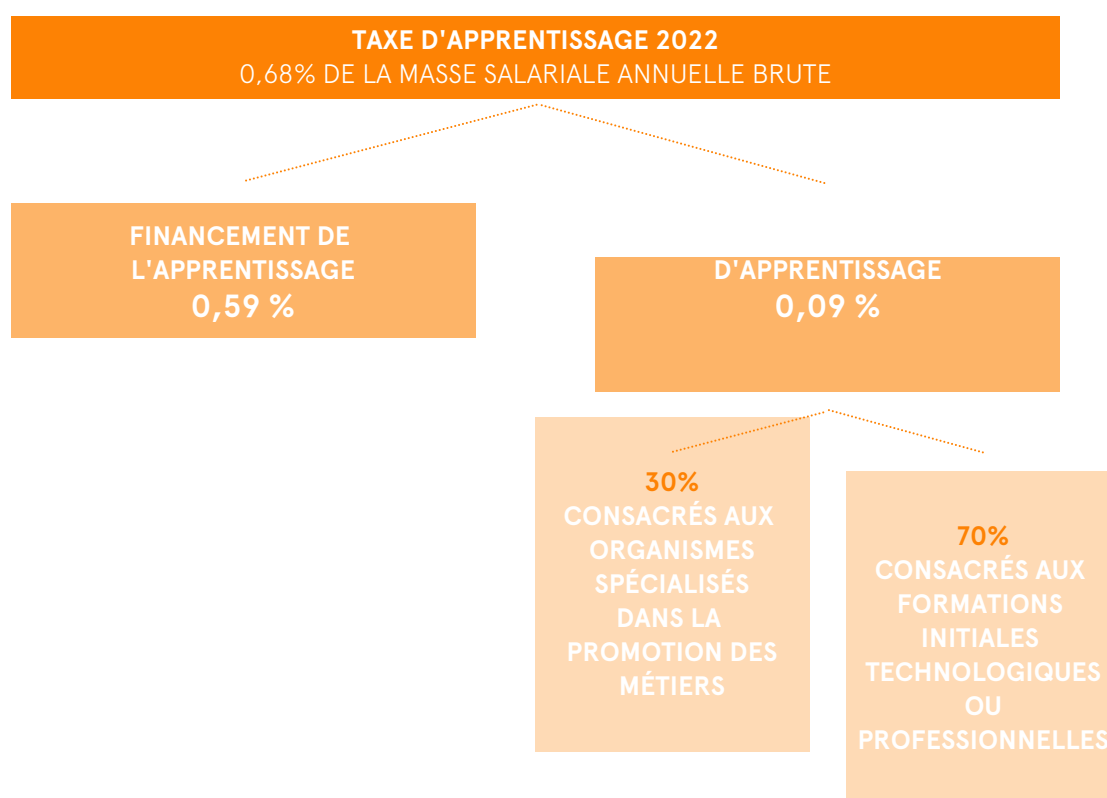 TAXE D'APPRENTISSAGE 2022
0,68% DE LA MASSE SALARIALE ANNUELLE BRUTE
FINANCEMENT DE
L'APPRENTISSAGE
0,59 %
D'APPRENTISSAGE
0,09 %
30%
CONSACRÉS AUX
ORGANISMES
SPÉCIALISÉS
DANS LA
PROMOTION DES
MÉTIERS
70%
CONSACRÉS AUX
FORMATIONS
INITIALES
TECHNOLOGIQUES
OU
PROFESSIONNELLES